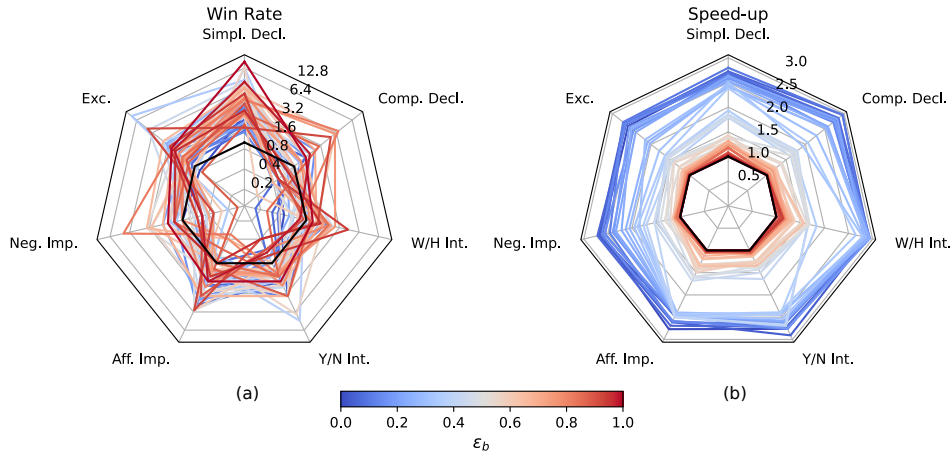 Win Rate
Simpl. Decl.
Comp. Decl.
W/H Int.
Y/N Int.
Aff. Imp.
Neg. Imp.
Exc.
12.8
6.4
3.2
1.6
0.8
0.4
0.2
(a)
Speed-up
Simpl. Decl.
Comp. Decl.
W/H Int.
Y/N Int.
Aff. Imp.
Neg. Imp.
Exc.
3.0
2.5
2.0
1.5
1.0
0.5
(b)
0.0 0.2 0.4 0.6 0.8 1.0
ε_b